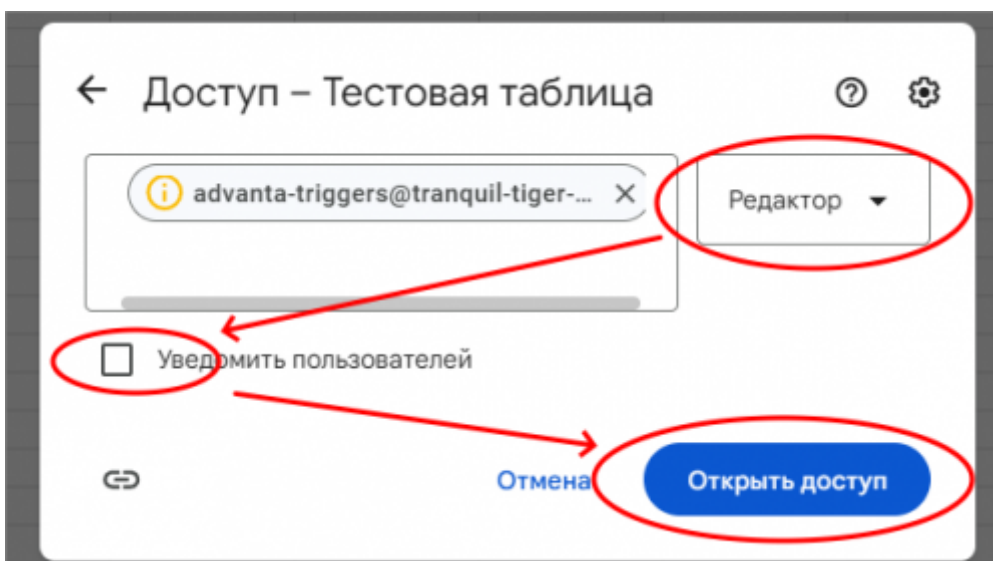 Доступ – Тестовая таблица
advanta-triggers@tranquil-tiger-...
Редактор
Уведомить пользователей
Отмена
Открыть доступ